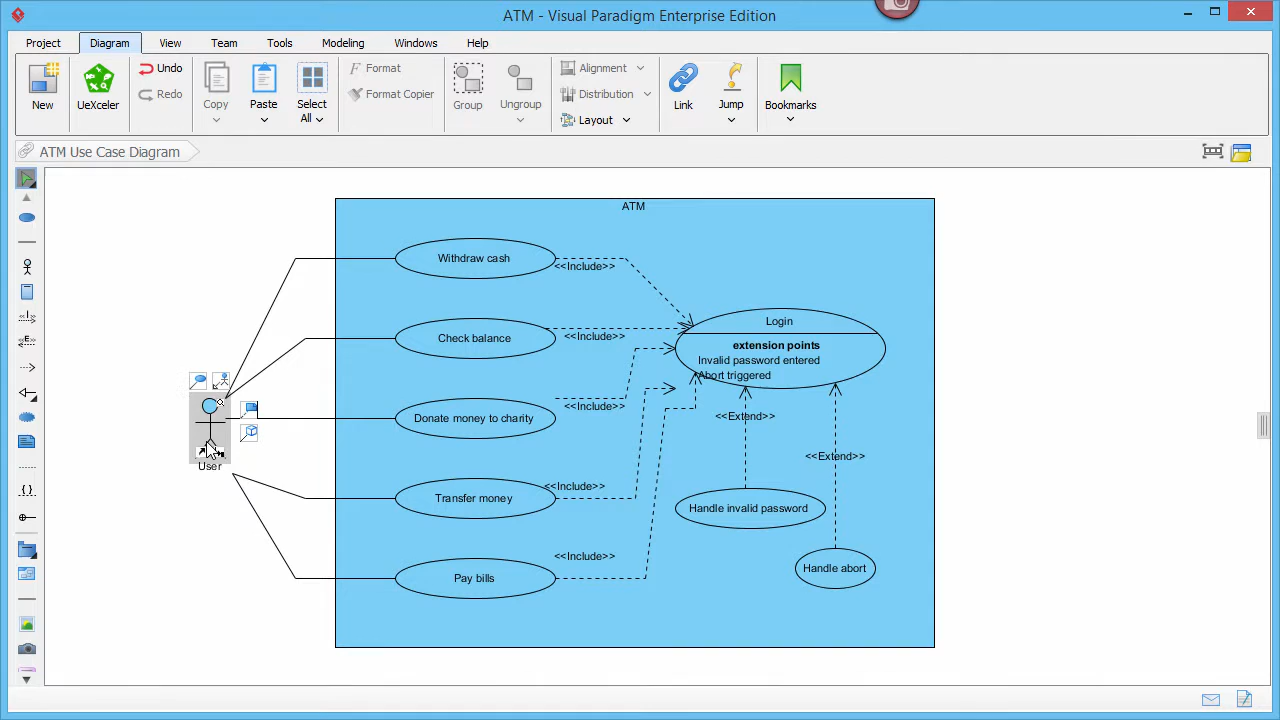 ATM - Visual Paradigm Enterprise Edition
Project Diagram View Team Tools Modeling Windows Help
New
UeXceler
Undo
Redo
Copy
Paste
Select
All
Format
Format Copier
Group
Ungroup
Alignment
Distribution
Layout
Link
Jump
Bookmarks
ATM Use Case Diagram
ATM
Withdraw cash
<<Include>>
Check balance
<<Include>>
Login
extension points
Invalid password entered
Abort triggered
Donate money to charity
<<Include>>
<<Extend>>
<<Extend>>
User
Transfer money
<<Include>>
Handle invalid password
Pay bills
<<Include>>
Handle abort